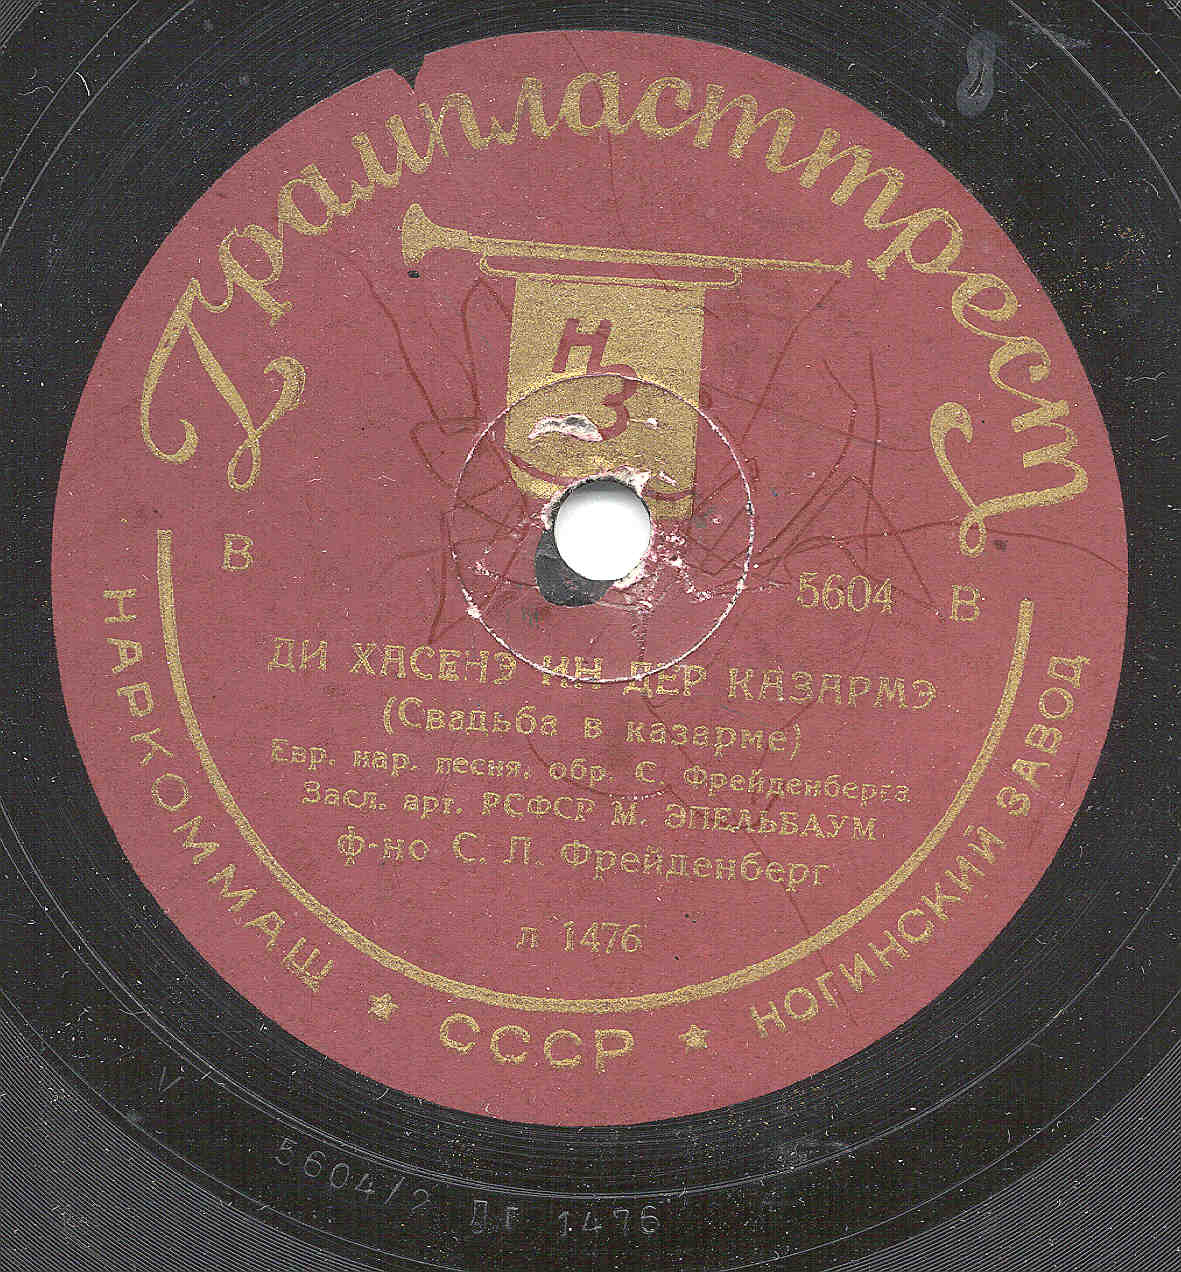 Грампласттрест
НЗ
В
5604 В
ДИ ХАСЕНЭ ИН ДЕР КАЗАРМЭ
(Свадьба в казарме)
Евр. нар. песня, обр. С. Фрейденберга
Засл. арт. РСФСР М. ЭПЕЛЬБАУМ
ф-но С. Л. Фрейденберг
л 1476
НАРКОММАШ ★ СССР ★ НОГИНСКИЙ ЗАВОД
V 5604/2 Дг 1476